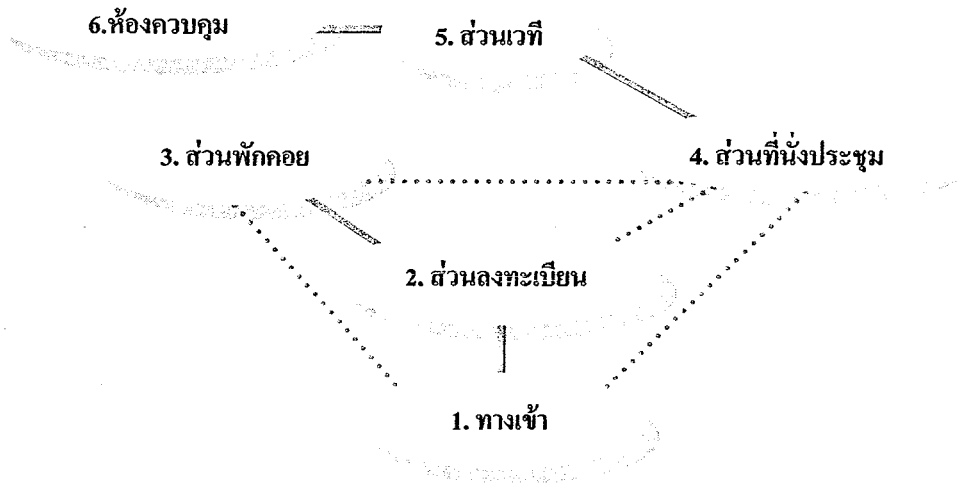 6.ห้องควบคุม
5. ส่วนเวที
3. ส่วนพักคอย
4. ส่วนที่นั่งประชุม
2. ส่วนลงทะเบียน
1. ทางเข้า